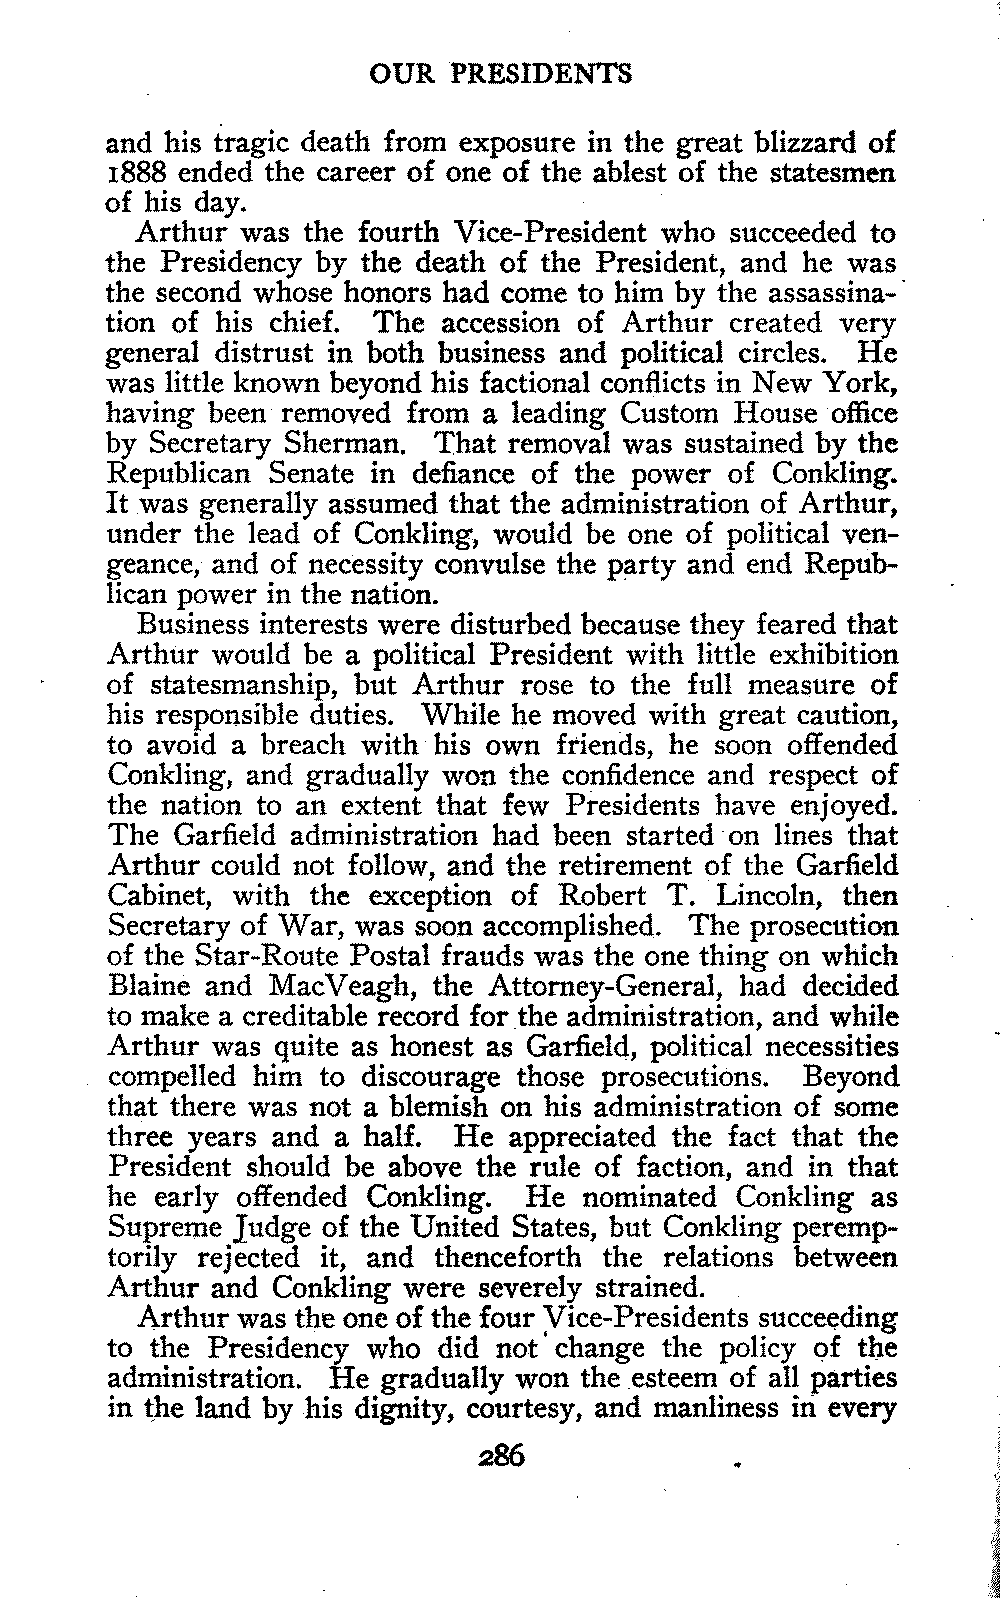 OUR PRESIDENTS
and his tragic death from exposure in the great blizzard of
1888 ended the career of one of the ablest of the statesmen
of his day.
Arthur was the fourth Vice-President who succeeded to
the Presidency by the death of the President, and he was
the second whose honors had come to him by the assassina-
tion of his chief. The accession of Arthur created very
general distrust in both business and political circles. He
was little known beyond his factional conflicts in New York,
having been removed from a leading Custom House office
by Secretary Sherman. That removal was sustained by the
Republican Senate in defiance of the power of Conkling.
It was generally assumed that the administration of Arthur,
under the lead of Conkling, would be one of political ven-
geance, and of necessity convulse the party and end Repub-
lican power in the nation.
Business interests were disturbed because they feared that
Arthur would be a political President with little exhibition
of statesmanship, but Arthur rose to the full measure of
his responsible duties. While he moved with great caution,
to avoid a breach with his own friends, he soon offended
Conkling, and gradually won the confidence and respect of
the nation to an extent that few Presidents have enjoyed.
The Garfield administration had been started on lines that
Arthur could not follow, and the retirement of the Garfield
Cabinet, with the exception of Robert T. Lincoln, then
Secretary of War, was soon accomplished. The prosecution
of the Star-Route Postal frauds was the one thing on which
Blaine and MacVeagh, the Attorney-General, had decided
to make a creditable record for the administration, and while
Arthur was quite as honest as Garfield, political necessities
compelled him to discourage those prosecutions. Beyond
that there was not a blemish on his administration of some
three years and a half. He appreciated the fact that the
President should be above the rule of faction, and in that
he early offended Conkling. He nominated Conkling as
Supreme Judge of the United States, but Conkling peremp-
torily rejected it, and thenceforth the relations between
Arthur and Conkling were severely strained.
Arthur was the one of the four Vice-Presidents succeeding
to the Presidency who did not change the policy of the
administration. He gradually won the esteem of all parties
in the land by his dignity, courtesy, and manliness in every
286